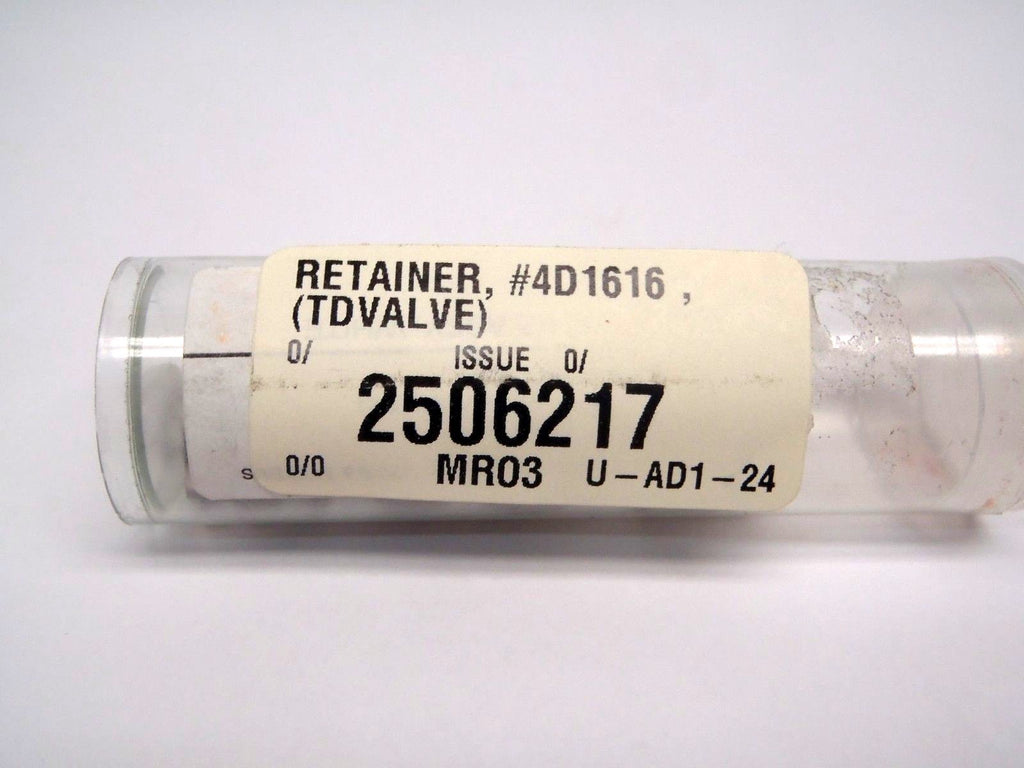 RETAINER, #4D1616 ,
(TDVALVE)
0/ ISSUE 0/
2506217
S 0/0 MR03 U-AD1-24